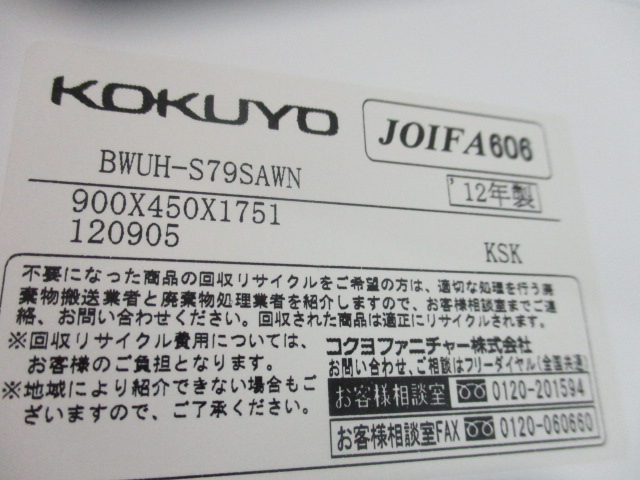 KOKUYO
JOIFA606
BWUH-S79SAWN
'12年製
900X450X1751
120905
KSK
不要になった商品の回収リサイクルをご希望の方は、適切な処理を行う廃
棄物搬送業者と廃棄物処理業者を紹介しますので、お客様相談室までご連
絡、お問い合わせください。回収された商品は適正にリサイクルされます。
※回収リサイクル費用については、
お客様のご負担となります。
※地域により紹介できない場合もご
ざいますので、ご了承ください。
コクヨファニチャー株式会社
お問い合わせ、ご相談はフリーダイヤル(全国共通)
お客様相談室 0120-201594
お客様相談室FAX 0120-060660